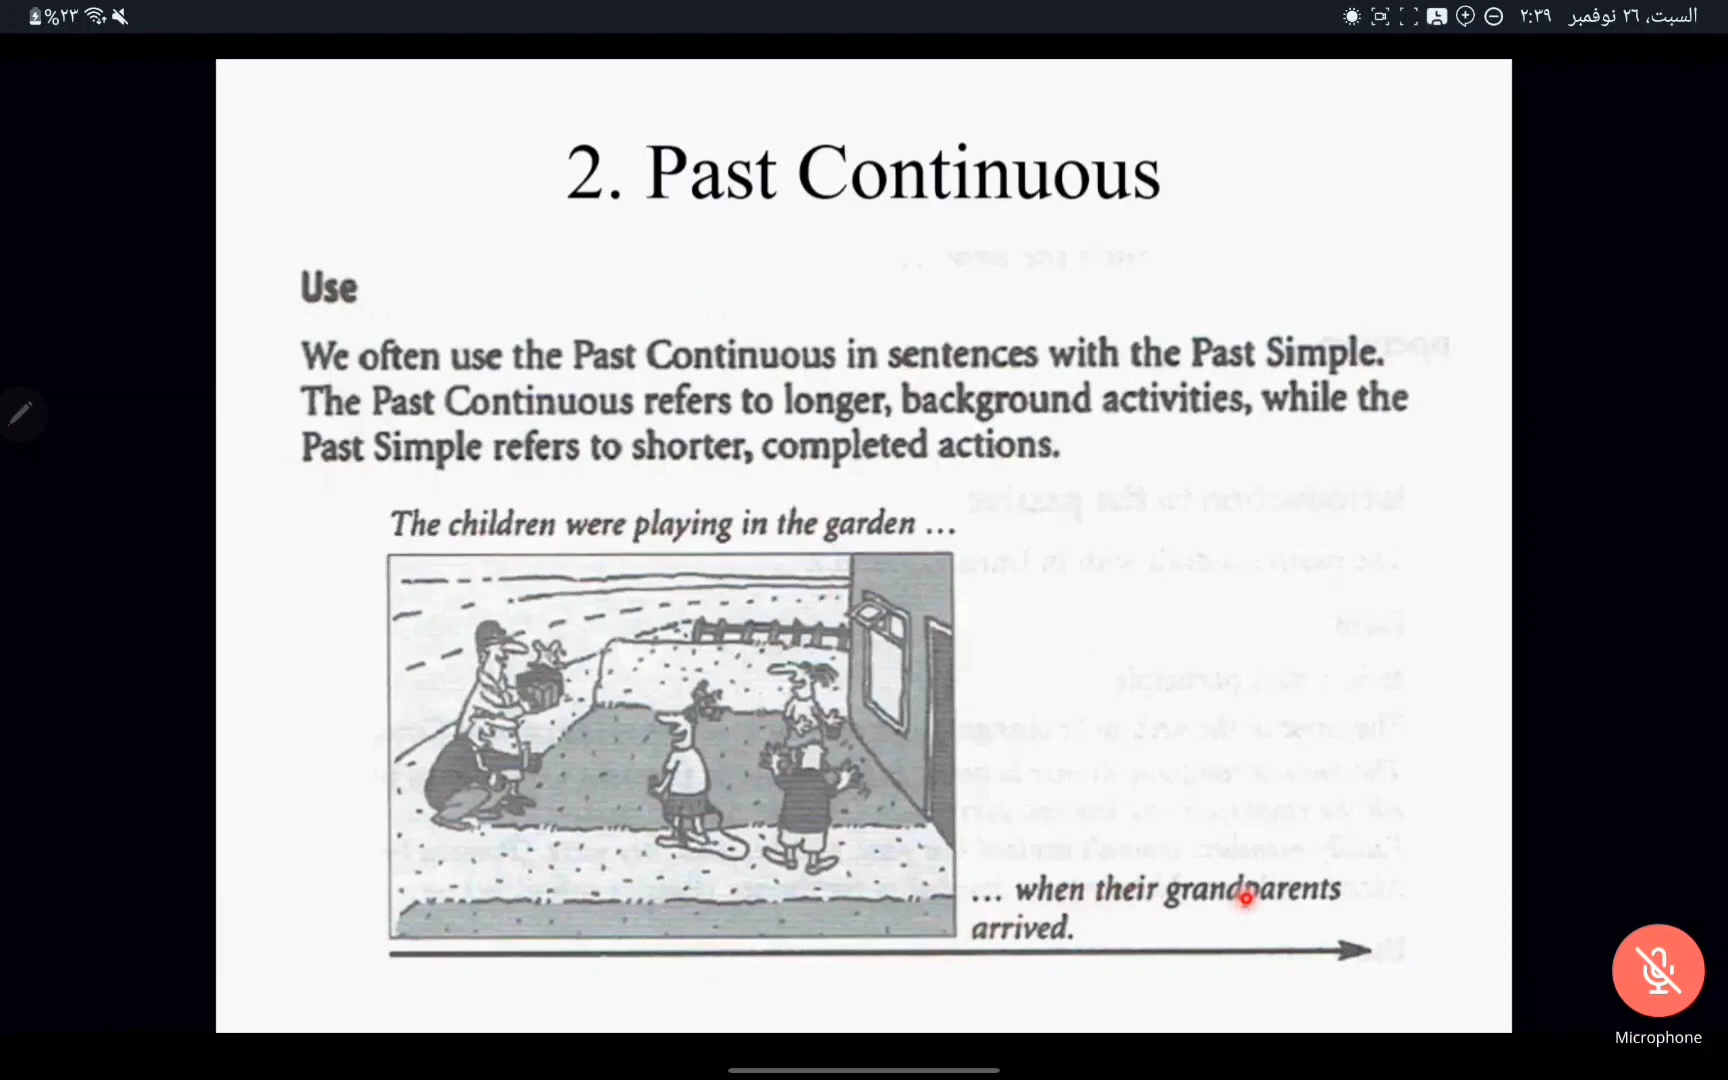 %٢٣
٢:٣٩ السبت، ٢٦ نوفمبر
2. Past Continuous
Use
We often use the Past Continuous in sentences with the Past Simple.
The Past Continuous refers to longer, background activities, while the
Past Simple refers to shorter, completed actions.
The children were playing in the garden ...
... when their grandparents
arrived.
Microphone